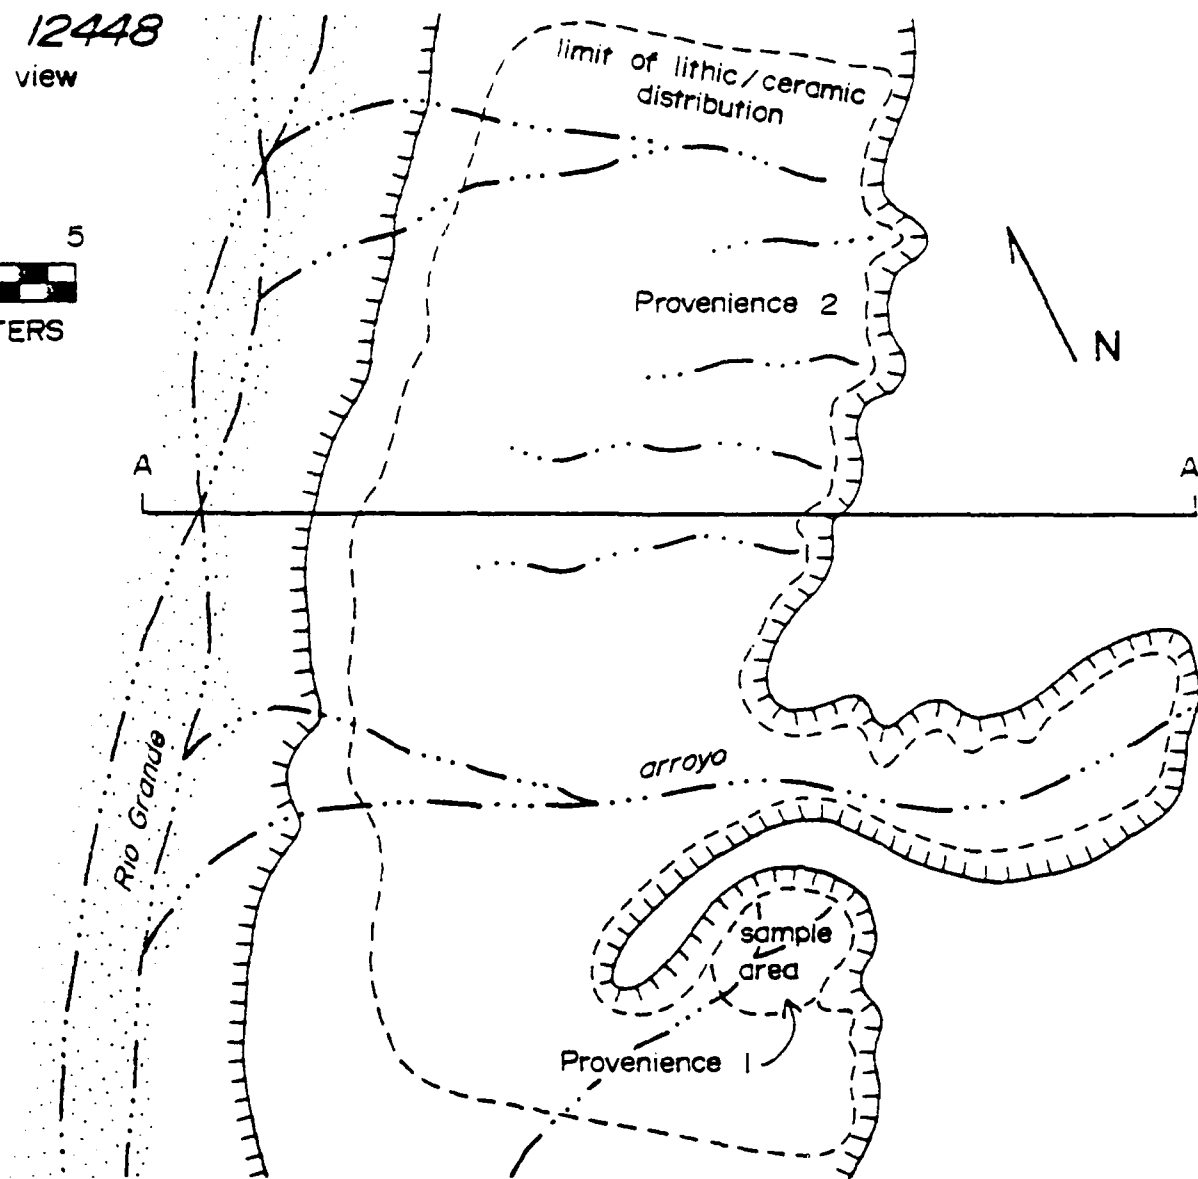 12448
view
limit of lithic/ceramic
distribution
5
TERS
Provenience 2
N
A
A
arroyo
Rio Grande
sample
area
Provenience 1